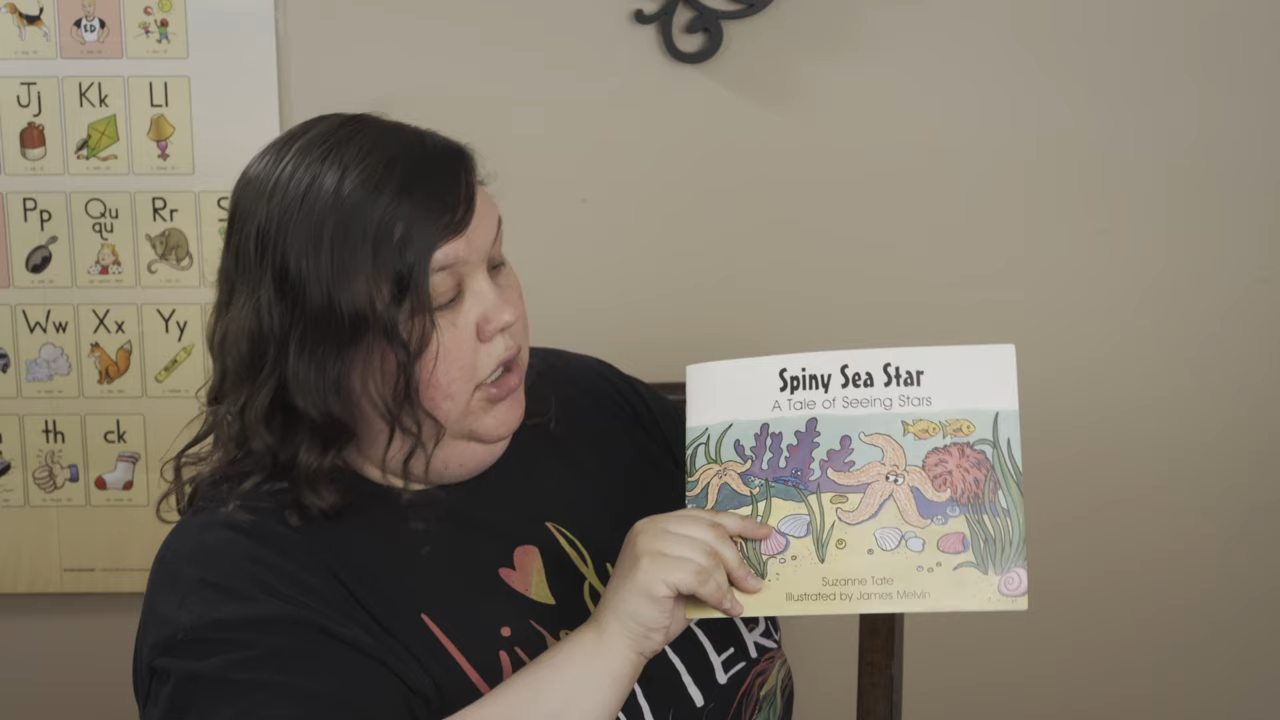 ED
Jj Kk Ll
Pp Qu Rr S
qu
Ww Xx Yy
th ck
Spiny Sea Star
A Tale of Seeing Stars
Suzanne Tate
Illustrated by James Melvin